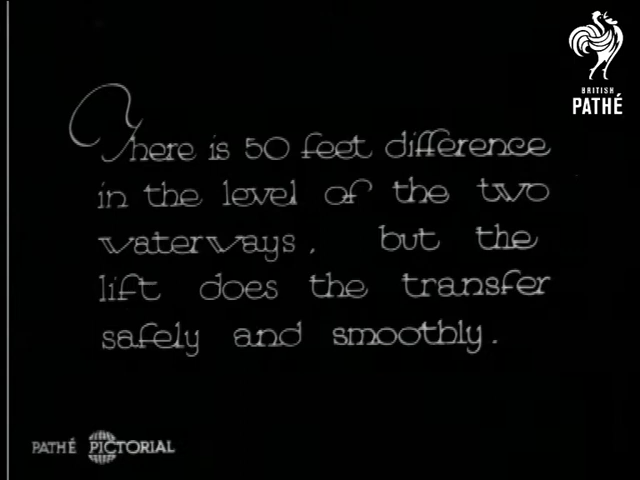 BRITISH
PATHÉ
There is 50 feet difference
in the level of the two
waterways, but the
lift does the transfer
safely and smoothly.
PATHÉ PICTORIAL